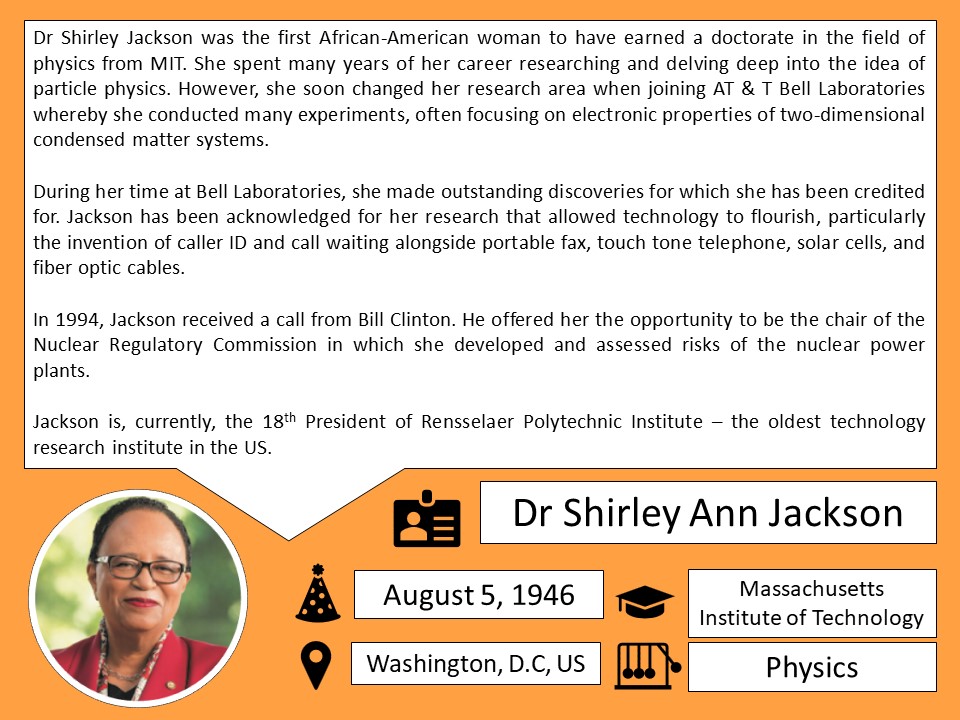 Dr Shirley Jackson was the first African-American woman to have earned a doctorate in the field of
physics from MIT. She spent many years of her career researching and delving deep into the idea of
particle physics. However, she soon changed her research area when joining AT & T Bell Laboratories
whereby she conducted many experiments, often focusing on electronic properties of two-dimensional
condensed matter systems.
During her time at Bell Laboratories, she made outstanding discoveries for which she has been credited
for. Jackson has been acknowledged for her research that allowed technology to flourish, particularly
the invention of caller ID and call waiting alongside portable fax, touch tone telephone, solar cells, and
fiber optic cables.
In 1994, Jackson received a call from Bill Clinton. He offered her the opportunity to be the chair of the
Nuclear Regulatory Commission in which she developed and assessed risks of the nuclear power
plants.
Jackson is, currently, the 18th President of Rensselaer Polytechnic Institute – the oldest technology
research institute in the US.
Dr Shirley Ann Jackson
August 5, 1946
Massachusetts
Institute of Technology
Washington, D.C, US
Physics